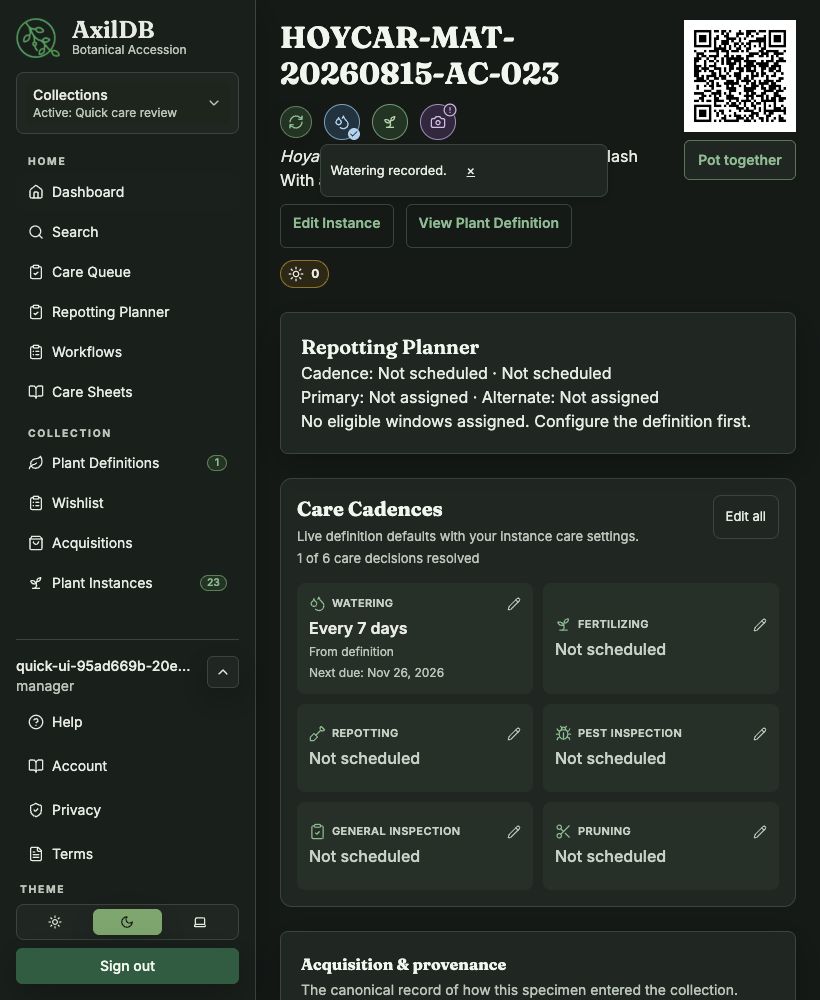 AxilDB
Botanical Accession
Collections
Active: Quick care review
HOME
Dashboard
Search
Care Queue
Repotting Planner
Workflows
Care Sheets
COLLECTION
Plant Definitions 1
Wishlist
Acquisitions
Plant Instances 23
quick-ui-95ad669b-20e...
manager
Help
Account
Privacy
Terms
THEME
Sign out
HOYCAR-MAT-
20260815-AC-023
Pot together
Hoya lash
With
Watering recorded. ×
Edit Instance View Plant Definition
0
Repotting Planner
Cadence: Not scheduled · Not scheduled
Primary: Not assigned · Alternate: Not assigned
No eligible windows assigned. Configure the definition first.
Care Cadences
Edit all
Live definition defaults with your instance care settings.
1 of 6 care decisions resolved
WATERING
Every 7 days
From definition
Next due: Nov 26, 2026
FERTILIZING
Not scheduled
REPOTTING
Not scheduled
PEST INSPECTION
Not scheduled
GENERAL INSPECTION
Not scheduled
PRUNING
Not scheduled
Acquisition & provenance
The canonical record of how this specimen entered the collection.